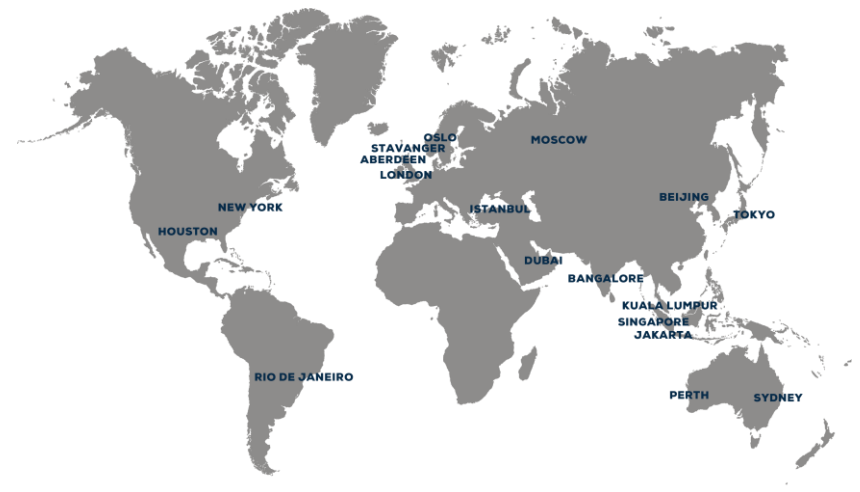 OSLO
MOSCOW
STAVANGER
ABERDEEN
LONDON
BEIJING
NEW YORK
ISTANBUL
TOKYO
HOUSTON
DUBAI
BANGALORE
KUALA LUMPUR
SINGAPORE
JAKARTA
RIO DE JANEIRO
PERTH
SYDNEY